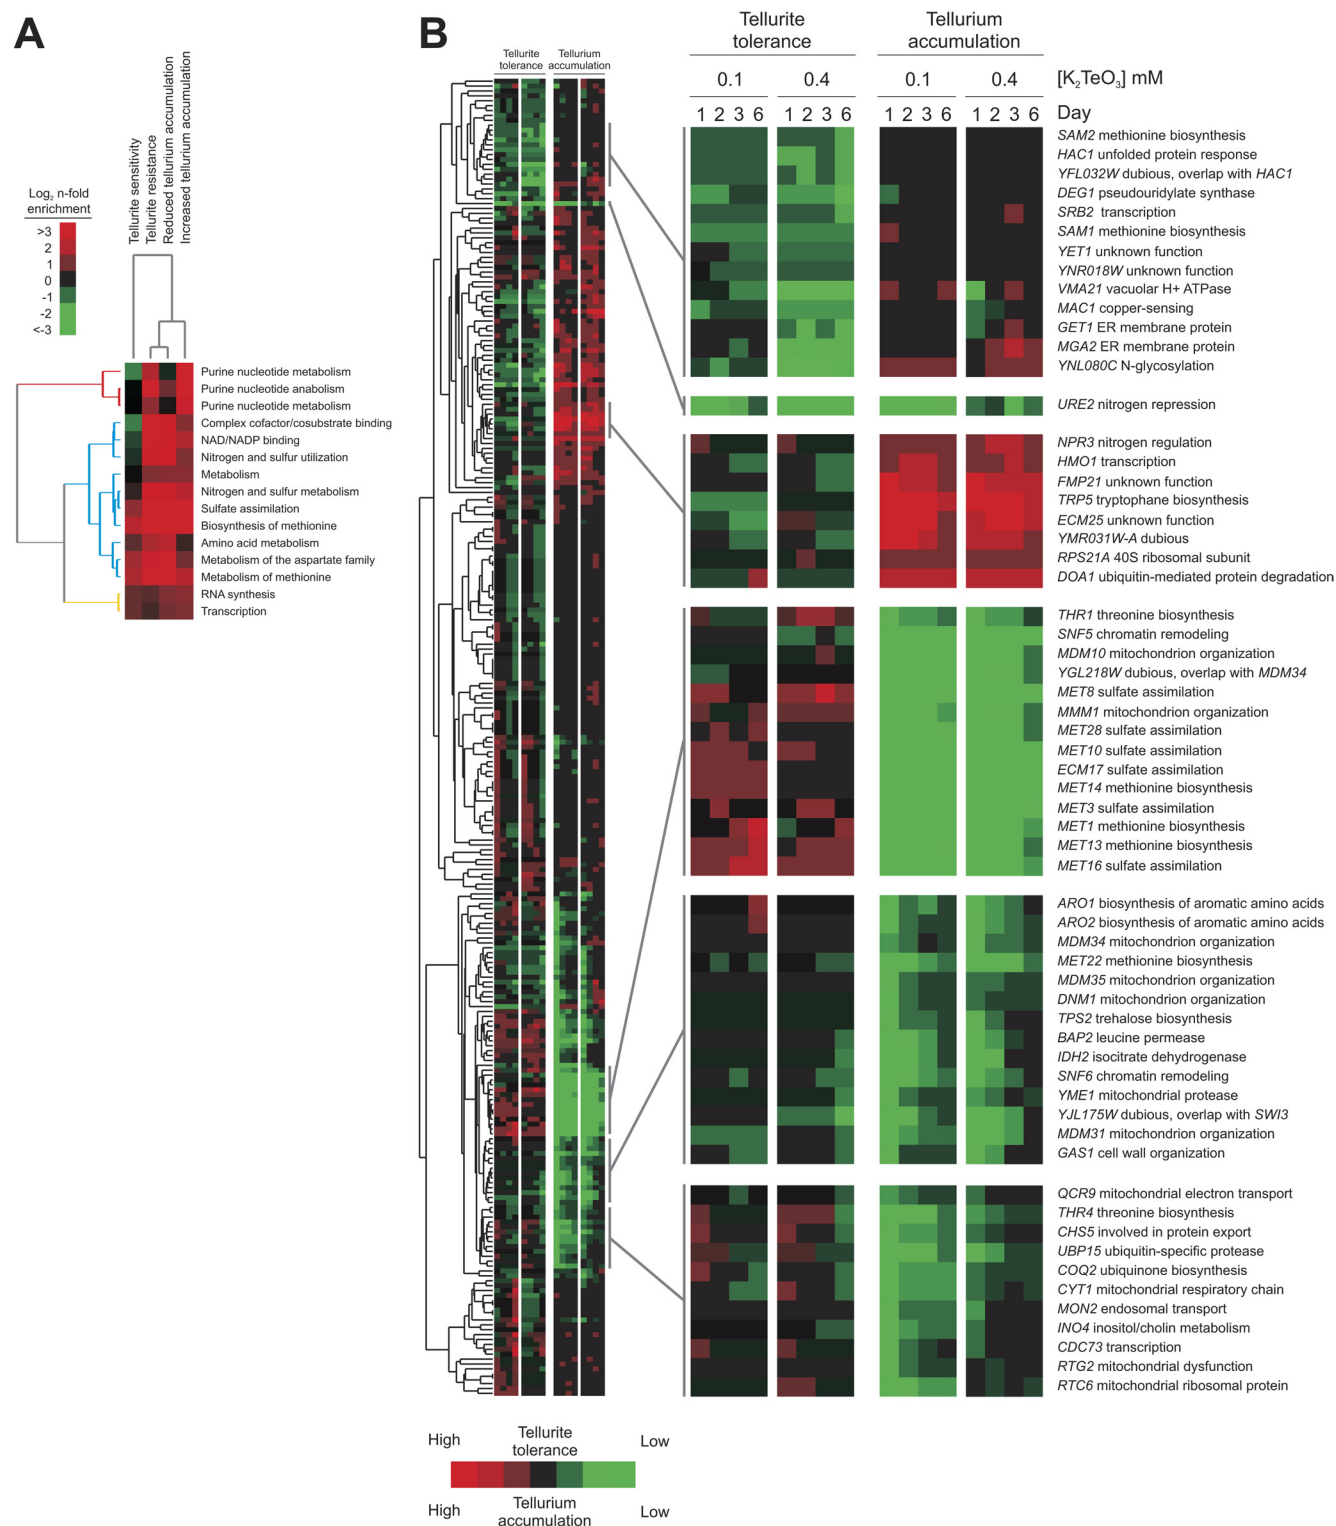 A
Log2 n-fold
enrichment
>3
2
1
0
-1
-2
<-3
Tellurite sensitivity
Tellurite resistance
Reduced tellurium accumulation
Increased tellurium accumulation
Purine nucleotide metabolism
Purine nucleotide anabolism
Purine nucleotide metabolism
Complex cofactor/cosubstrate binding
NAD/NADP binding
Nitrogen and sulfur utilization
Metabolism
Nitrogen and sulfur metabolism
Sulfate assimilation
Biosynthesis of methionine
Amino acid metabolism
Metabolism of the aspartate family
Metabolism of methionine
RNA synthesis
Transcription
B
Tellurite
tolerance
Tellurium
accumulation
Tellurite
tolerance
Tellurium
accumulation
0.1 0.4 0.1 0.4 [K2TeO3] mM
1 2 3 6 1 2 3 6 1 2 3 6 1 2 3 6 Day
SAM2 methionine biosynthesis
HAC1 unfolded protein response
YFL032W dubious, overlap with HAC1
DEG1 pseudouridylate synthase
SRB2 transcription
SAM1 methionine biosynthesis
YET1 unknown function
YNR018W unknown function
VMA21 vacuolar H+ ATPase
MAC1 copper-sensing
GET1 ER membrane protein
MGA2 ER membrane protein
YNL080C N-glycosylation
URE2 nitrogen repression
NPR3 nitrogen regulation
HMO1 transcription
FMP21 unknown function
TRP5 tryptophane biosynthesis
ECM25 unknown function
YMR031W-A dubious
RPS21A 40S ribosomal subunit
DOA1 ubiquitin-mediated protein degradation
THR1 threonine biosynthesis
SNF5 chromatin remodeling
MDM10 mitochondrion organization
YGL218W dubious, overlap with MDM34
MET8 sulfate assimilation
MMM1 mitochondrion organization
MET28 sulfate assimilation
MET10 sulfate assimilation
ECM17 sulfate assimilation
MET14 methionine biosynthesis
MET3 sulfate assimilation
MET1 methionine biosynthesis
MET13 methionine biosynthesis
MET16 sulfate assimilation
ARO1 biosynthesis of aromatic amino acids
ARO2 biosynthesis of aromatic amino acids
MDM34 mitochondrion organization
MET22 methionine biosynthesis
MDM35 mitochondrion organization
DNM1 mitochondrion organization
TPS2 trehalose biosynthesis
BAP2 leucine permease
IDH2 isocitrate dehydrogenase
SNF6 chromatin remodeling
YME1 mitochondrial protease
YJL175W dubious, overlap with SWI3
MDM31 mitochondrion organization
GAS1 cell wall organization
QCR9 mitochondrial electron transport
THR4 threonine biosynthesis
CHS5 involved in protein export
UBP15 ubiquitin-specific protease
COQ2 ubiquinone biosynthesis
CYT1 mitochondrial respiratory chain
MON2 endosomal transport
INO4 inositol/cholin metabolism
CDC73 transcription
RTG2 mitochondrial dysfunction
RTC6 mitochondrial ribosomal protein
High Tellurite Low
tolerance
High Tellurium Low
accumulation